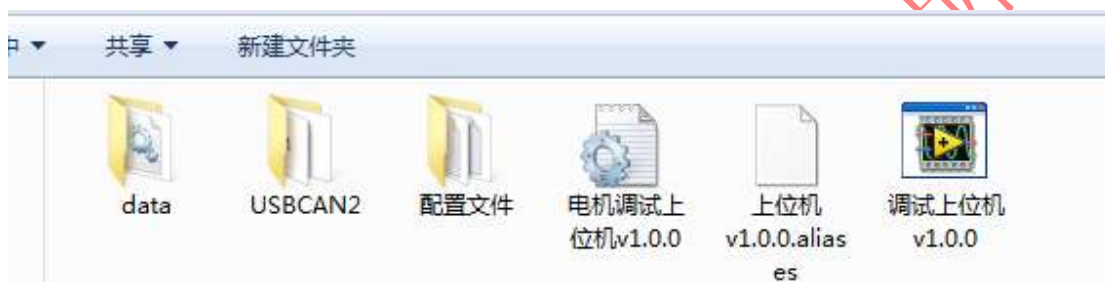 共享
新建文件夹
data
USBCAN2
配置文件
电机调试上
位机v1.0.0
上位机
v1.0.0.alias
es
调试上位机
v1.0.0